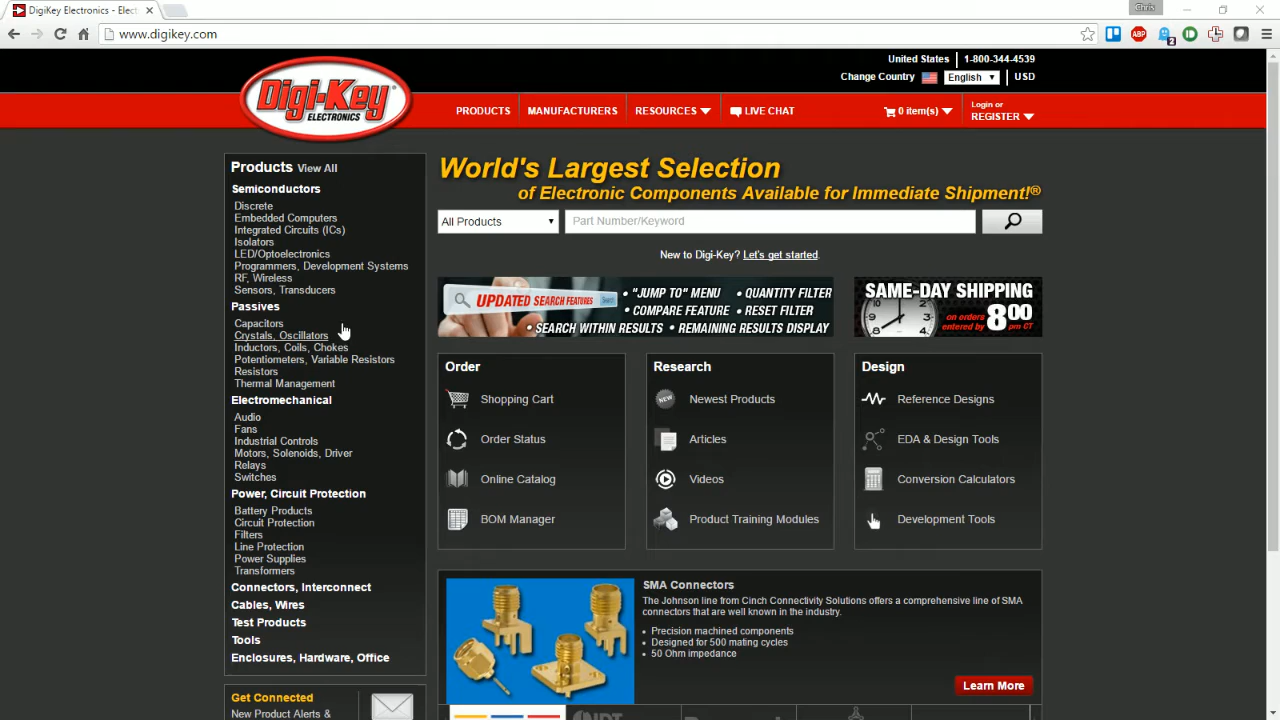 DigiKey Electronics - Elect
Chris
www.digikey.com
ABP
2
United States
1-800-344-4539
Change Country
English
USD
Digi-Key
ELECTRONICS
PRODUCTS
MANUFACTURERS
RESOURCES
LIVE CHAT
0 item(s)
Login or
REGISTER
Products View All
Semiconductors
Discrete
Embedded Computers
Integrated Circuits (ICs)
Isolators
LED/Optoelectronics
Programmers, Development Systems
RF, Wireless
Sensors, Transducers
Passives
Capacitors
Crystals, Oscillators
Inductors, Coils, Chokes
Potentiometers, Variable Resistors
Resistors
Thermal Management
Electromechanical
Audio
Fans
Industrial Controls
Motors, Solenoids, Driver
Relays
Switches
Power, Circuit Protection
Battery Products
Circuit Protection
Filters
Line Protection
Power Supplies
Transformers
Connectors, Interconnect
Cables, Wires
Test Products
Tools
Enclosures, Hardware, Office
Get Connected
New Product Alerts &
World's Largest Selection
of Electronic Components Available for Immediate Shipment!®
All Products
Part Number/Keyword
New to Digi-Key? Let's get started.
UPDATED SEARCH FEATURES
Search
• "JUMP TO" MENU • QUANTITY FILTER
• COMPARE FEATURE • RESET FILTER
• SEARCH WITHIN RESULTS • REMAINING RESULTS DISPLAY
SAME-DAY SHIPPING
on orders
entered by 8:00 pm CT
Order
Shopping Cart
Order Status
Online Catalog
BOM Manager
Research
NEW
Newest Products
Articles
Videos
Product Training Modules
Design
Reference Designs
EDA & Design Tools
Conversion Calculators
Development Tools
SMA Connectors
The Johnson line from Cinch Connectivity Solutions offers a comprehensive line of SMA
connectors that are well known in the industry.
• Precision machined components
• Designed for 500 mating cycles
• 50 Ohm impedance
Learn More